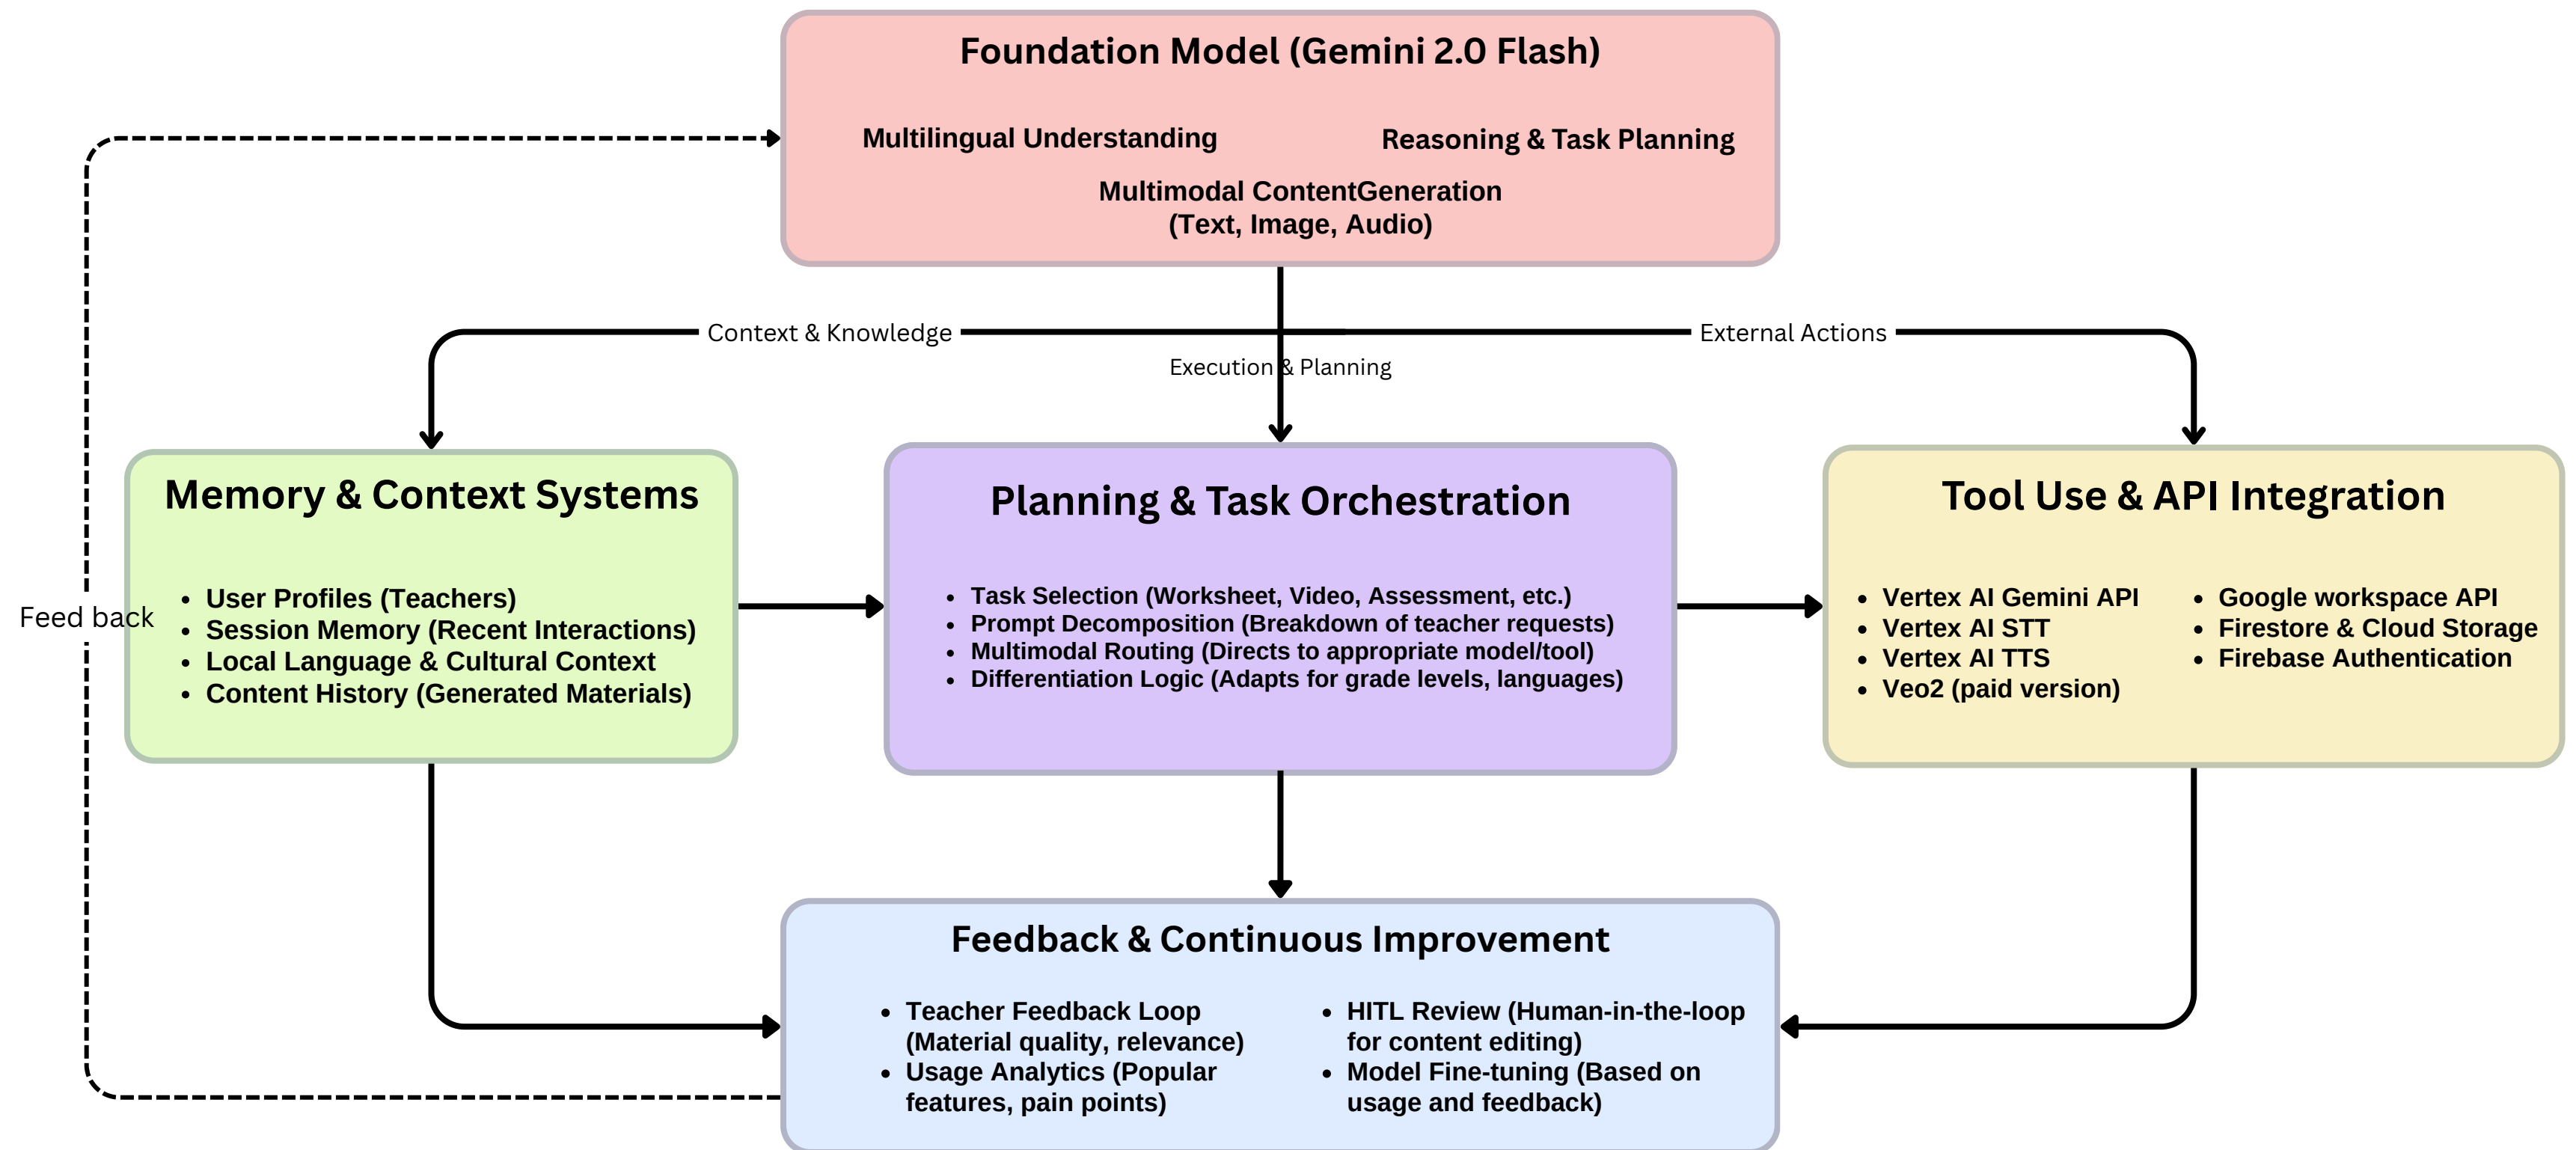 Foundation Model (Gemini 2.0 Flash)
Multilingual Understanding
Reasoning & Task Planning
Multimodal ContentGeneration
(Text, Image, Audio)
Context & Knowledge
External Actions
Execution & Planning
Feed back
Memory & Context Systems
• User Profiles (Teachers)
• Session Memory (Recent Interactions)
• Local Language & Cultural Context
• Content History (Generated Materials)
Planning & Task Orchestration
• Task Selection (Worksheet, Video, Assessment, etc.)
• Prompt Decomposition (Breakdown of teacher requests)
• Multimodal Routing (Directs to appropriate model/tool)
• Differentiation Logic (Adapts for grade levels, languages)
Tool Use & API Integration
• Vertex AI Gemini API
• Vertex AI STT
• Vertex AI TTS
• Veo2 (paid version)
• Google workspace API
• Firestore & Cloud Storage
• Firebase Authentication
Feedback & Continuous Improvement
• Teacher Feedback Loop
(Material quality, relevance)
• Usage Analytics (Popular
features, pain points)
• HITL Review (Human-in-the-loop
for content editing)
• Model Fine-tuning (Based on
usage and feedback)